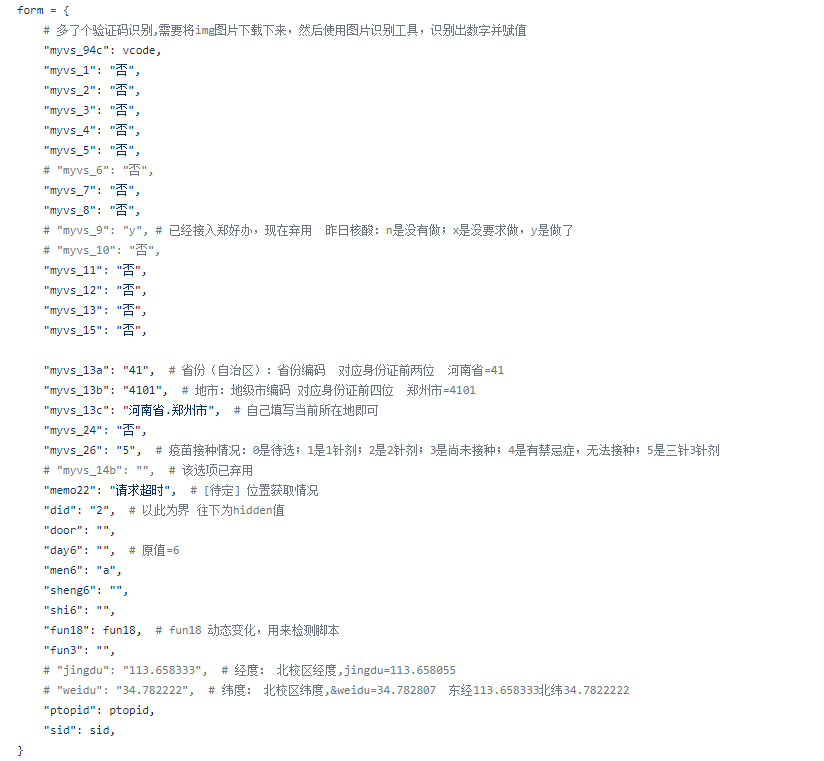 form = {
# 多了个验证码识别,需要将img图片下载下来，然后使用图片识别工具，识别出数字并赋值
"myvs_94c": vcode,
"myvs_1": "否",
"myvs_2": "否",
"myvs_3": "否",
"myvs_4": "否",
"myvs_5": "否",
# "myvs_6": "否",
"myvs_7": "否",
"myvs_8": "否",
# "myvs_9": "y", # 已经接入郑好办，现在弃用 昨日核酸：n是没有做；x是没要求做，y是做了
# "myvs_10": "否",
"myvs_11": "否",
"myvs_12": "否",
"myvs_13": "否",
"myvs_15": "否",
"myvs_13a": "41", # 省份（自治区）：省份编码 对应身份证前两位 河南省=41
"myvs_13b": "4101", # 地市：地级市编码 对应身份证前四位 郑州市=4101
"myvs_13c": "河南省.郑州市", # 自己填写当前所在地即可
"myvs_24": "否",
"myvs_26": "5", # 疫苗接种情况：0是待选；1是1针剂；2是2针剂；3是尚未接种；4是有禁忌症，无法接种；5是三针3针剂
# "myvs_14b": "", # 该选项已弃用
"memo22": "请求超时", # [待定] 位置获取情况
"did": "2", # 以此为界 往下为hidden值
"door": "",
"day6": "", # 原值=6
"men6": "a",
"sheng6": "",
"shi6": "",
"fun18": fun18, # fun18 动态变化，用来检测脚本
"fun3": "",
# "jingdu": "113.658333", # 经度： 北校区经度,jingdu=113.658055
# "weidu": "34.782222", # 纬度： 北校区纬度,&weidu=34.782807 东经113.658333北纬34.7822222
"ptopid": ptopid,
"sid": sid,
}